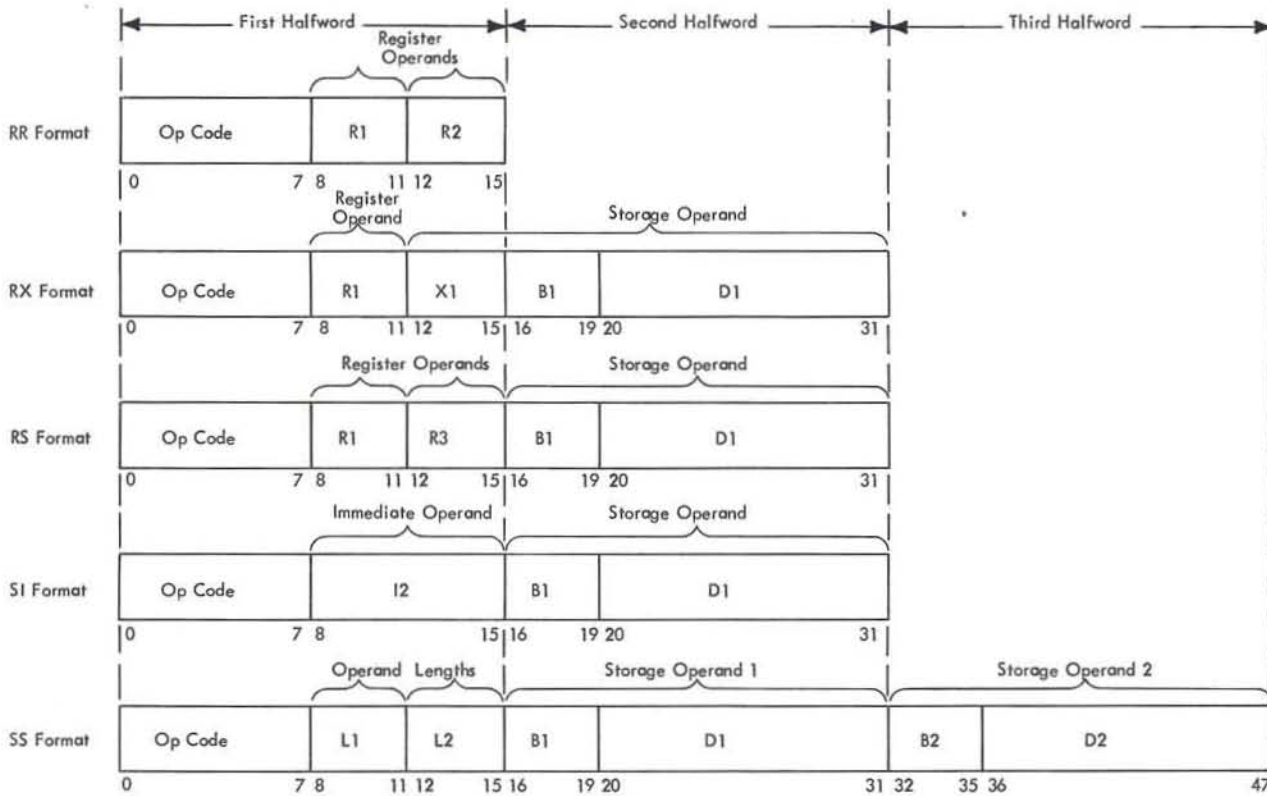 First Halfword Second Halfword Third Halfword
Register
Operands
RR Format Op Code R1 R2
0 7 8 11 12 15
Register
Operand Storage Operand
RX Format Op Code R1 X1 B1 D1
0 7 8 11 12 15 16 19 20 31
Register Operands Storage Operand
RS Format Op Code R1 R3 B1 D1
0 7 8 11 12 15 16 19 20 31
Immediate Operand Storage Operand
SI Format Op Code I2 B1 D1
0 7 8 15 16 19 20 31
Operand Lengths Storage Operand 1 Storage Operand 2
SS Format Op Code L1 L2 B1 D1 B2 D2
0 7 8 11 12 15 16 19 20 31 32 35 36 47